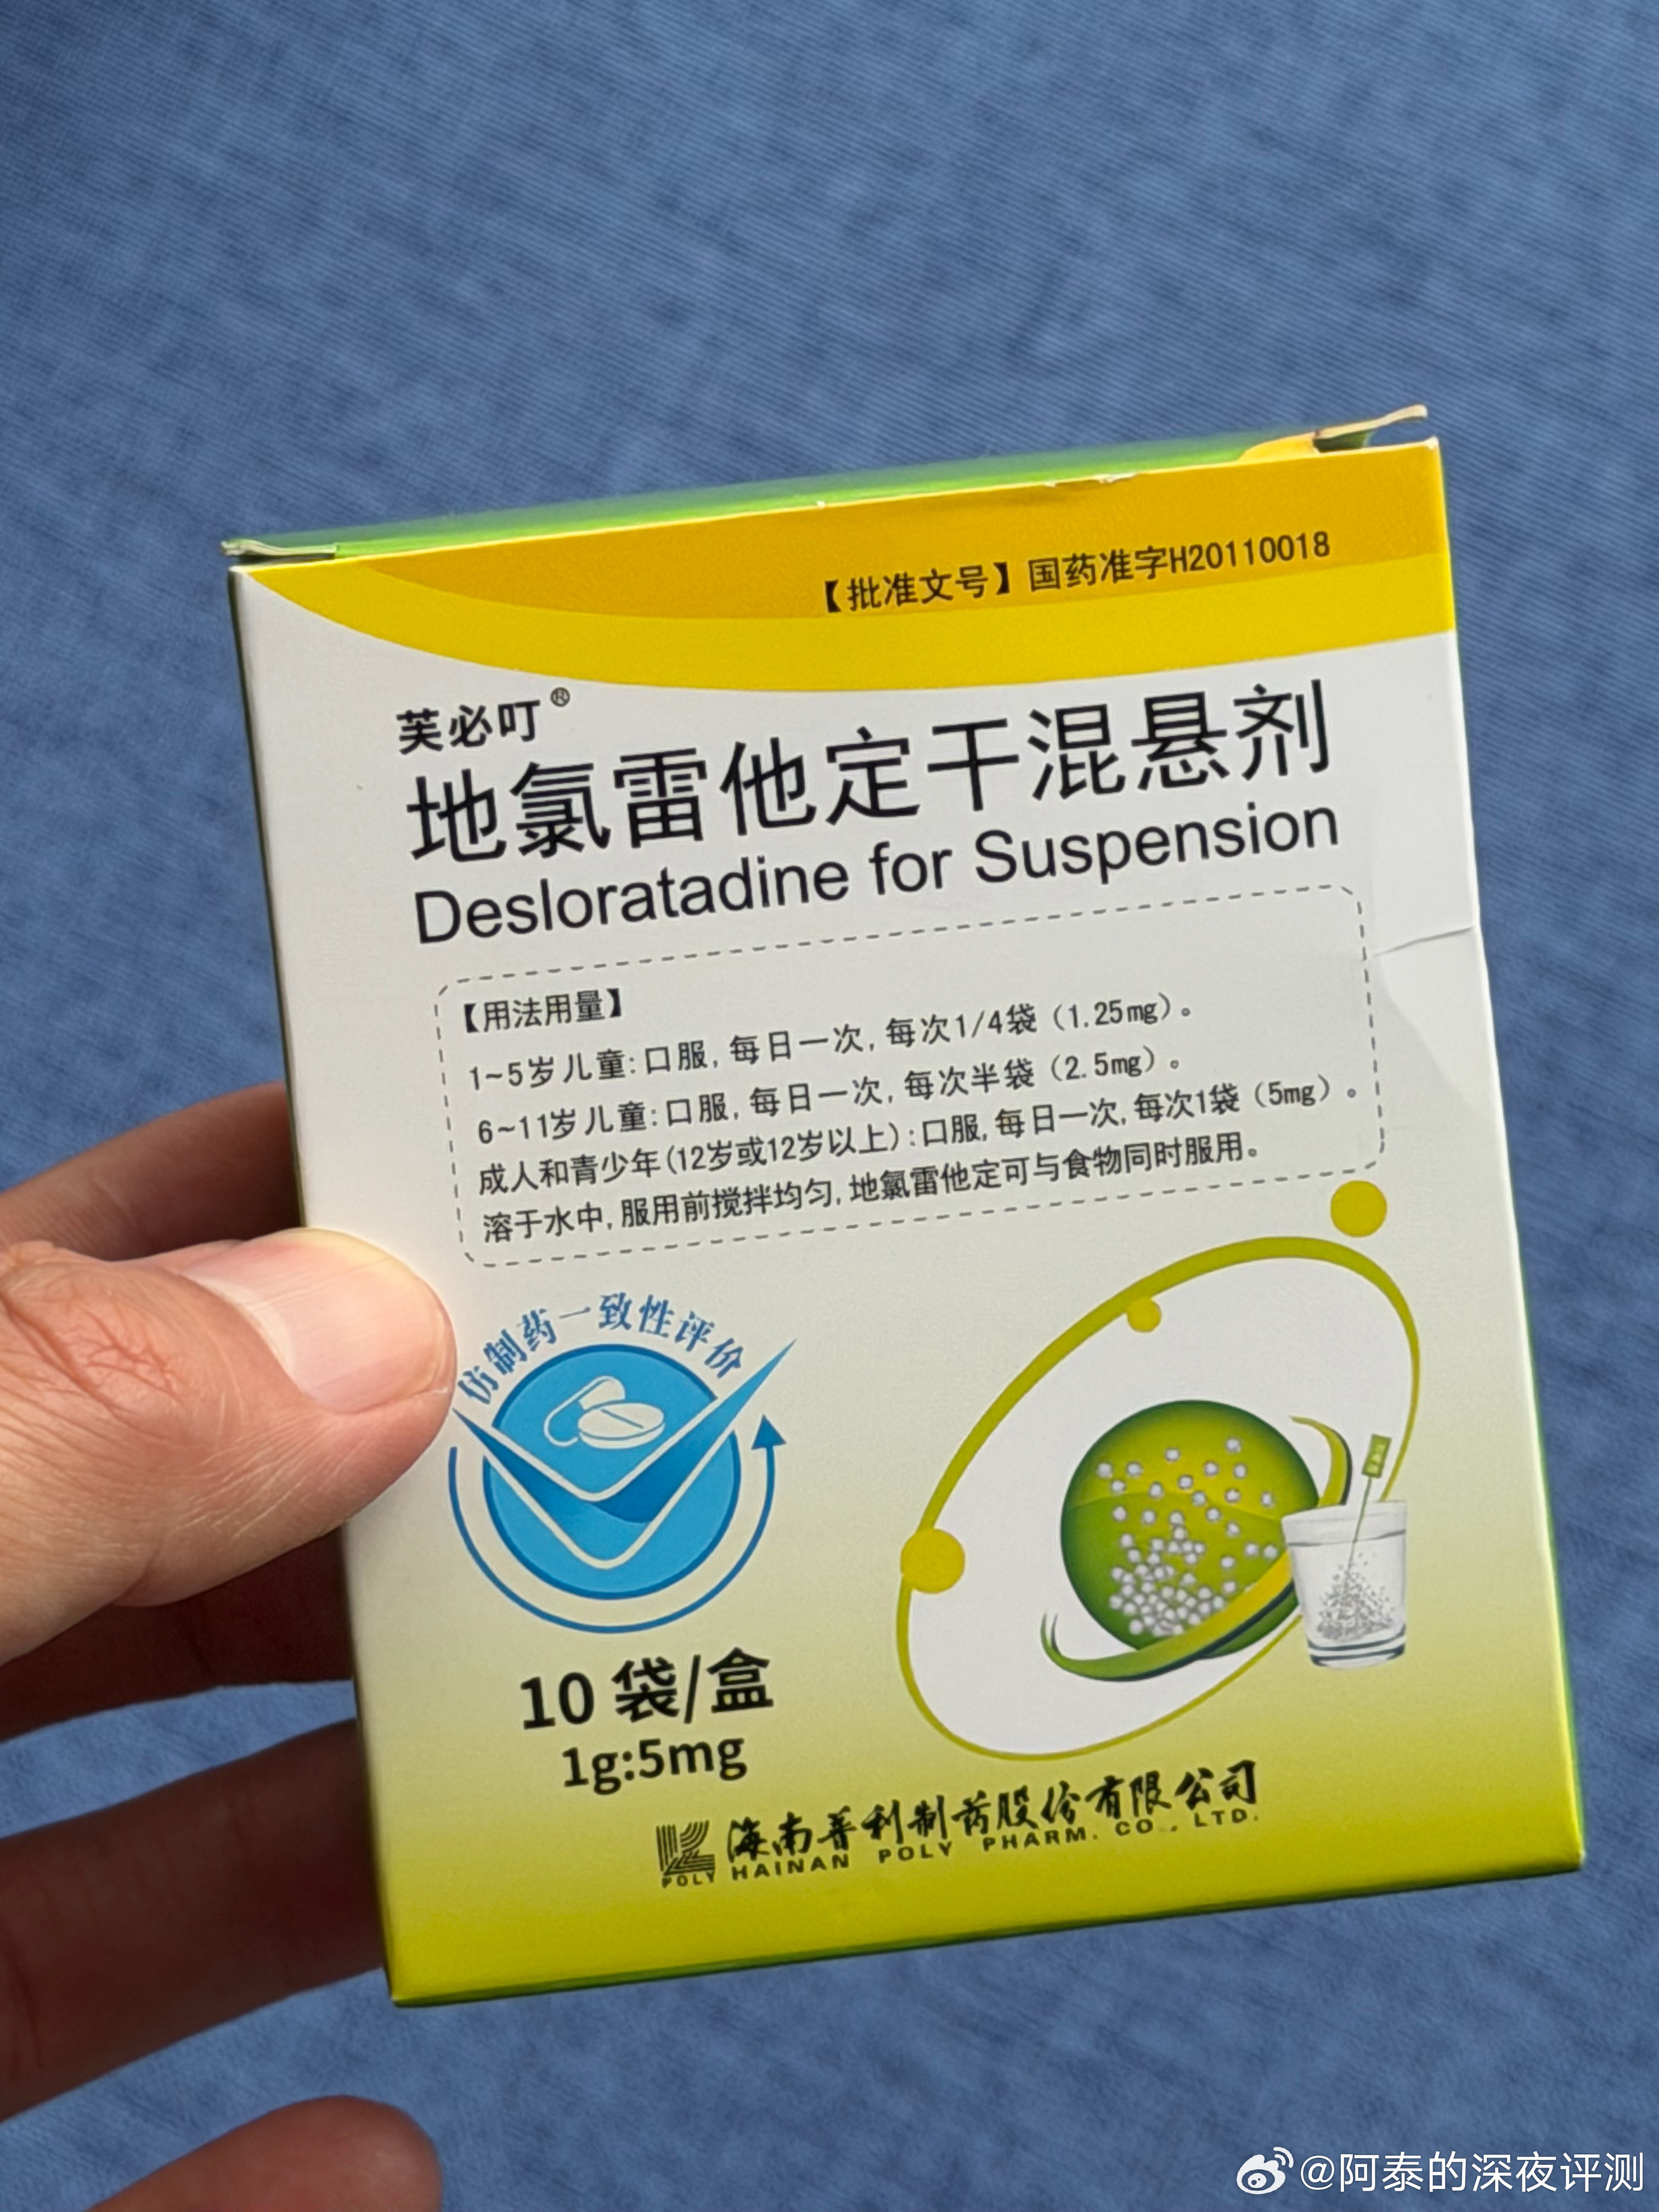 【批准文号】国药准字H20110018
芙必叮®
地氯雷他定干混悬剂
Desloratadine for Suspension
【用法用量】
1~5岁儿童:口服,每日一次,每次1/4袋（1.25mg）。
6~11岁儿童:口服,每日一次,每次半袋（2.5mg）。
成人和青少年(12岁或12岁以上):口服,每日一次,每次1袋（5mg）。
溶于水中,服用前搅拌均匀,地氯雷他定可与食物同时服用。
仿制药一致性评价
10 袋/盒
1g:5mg
POLY
海南普利制药股份有限公司
HAINAN POLY PHARM. CO., LTD.
@阿泰的深夜评测